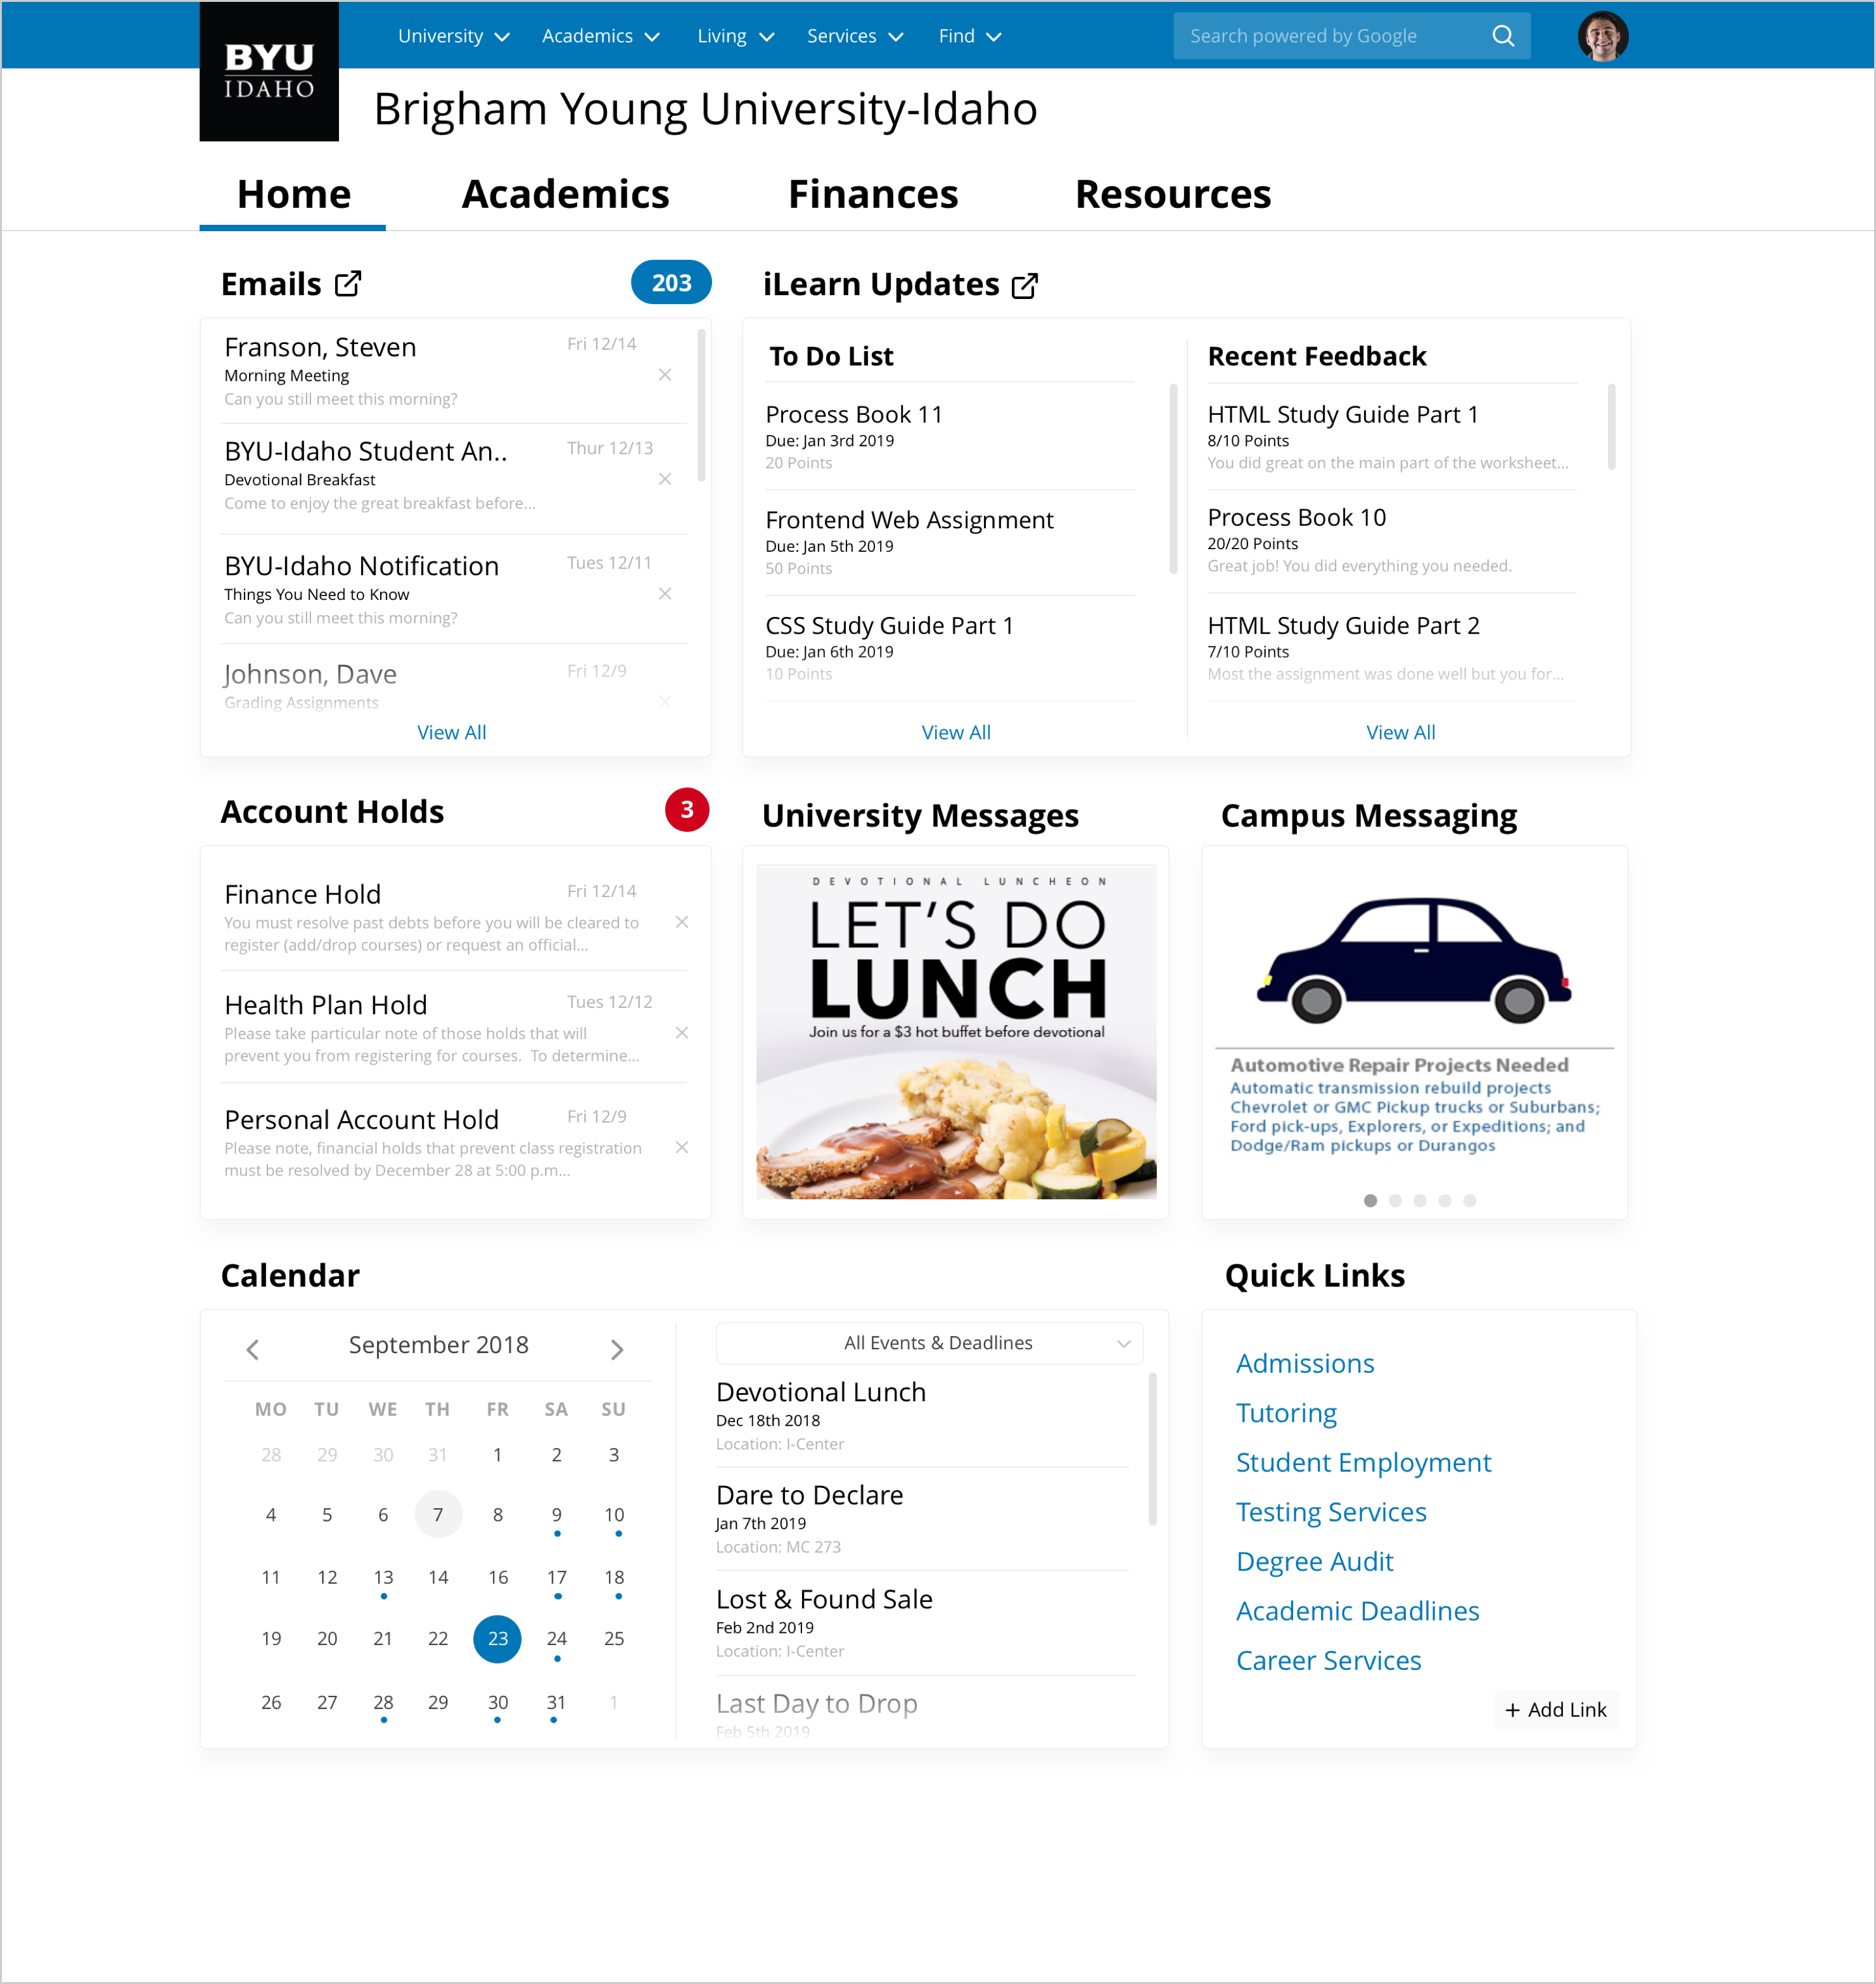 BYU
IDAHO
University
Academics
Living
Services
Find
Search powered by Google
Brigham Young University-Idaho
Home
Academics
Finances
Resources
Emails
203
Franson, Steven
Fri 12/14
Morning Meeting
Can you still meet this morning?
BYU-Idaho Student An..
Thur 12/13
Devotional Breakfast
Come to enjoy the great breakfast before...
BYU-Idaho Notification
Tues 12/11
Things You Need to Know
Can you still meet this morning?
Johnson, Dave
Fri 12/9
Grading Assignments
View All
iLearn Updates
To Do List
Process Book 11
Due: Jan 3rd 2019
20 Points
Frontend Web Assignment
Due: Jan 5th 2019
50 Points
CSS Study Guide Part 1
Due: Jan 6th 2019
10 Points
View All
Recent Feedback
HTML Study Guide Part 1
8/10 Points
You did great on the main part of the worksheet...
Process Book 10
20/20 Points
Great job! You did everything you needed.
HTML Study Guide Part 2
7/10 Points
Most the assignment was done well but you for...
View All
Account Holds
3
Finance Hold
Fri 12/14
You must resolve past debts before you will be cleared to
register (add/drop courses) or request an official...
Health Plan Hold
Tues 12/12
Please take particular note of those holds that will
prevent you from registering for courses.  To determine...
Personal Account Hold
Fri 12/9
Please note, financial holds that prevent class registration
must be resolved by December 28 at 5:00 p.m...
University Messages
DEVOTIONAL LUNCHEON
LET'S DO
LUNCH
Join us for a $3 hot buffet before devotional
Campus Messaging
Automotive Repair Projects Needed
Automatic transmission rebuild projects
Chevrolet or GMC Pickup trucks or Suburbans;
Ford pick-ups, Explorers, or Expeditions; and
Dodge/Ram pickups or Durangos
Calendar
September 2018
MO TU WE TH FR SA SU
28 29 30 31 1 2 3
4 5 6 7 8 9 10
11 12 13 14 16 17 18
19 20 21 22 23 24 25
26 27 28 29 30 31 1
All Events & Deadlines
Devotional Lunch
Dec 18th 2018
Location: I-Center
Dare to Declare
Jan 7th 2019
Location: MC 273
Lost & Found Sale
Feb 2nd 2019
Location: I-Center
Last Day to Drop
Feb 5th 2019
Quick Links
Admissions
Tutoring
Student Employment
Testing Services
Degree Audit
Academic Deadlines
Career Services
+ Add Link